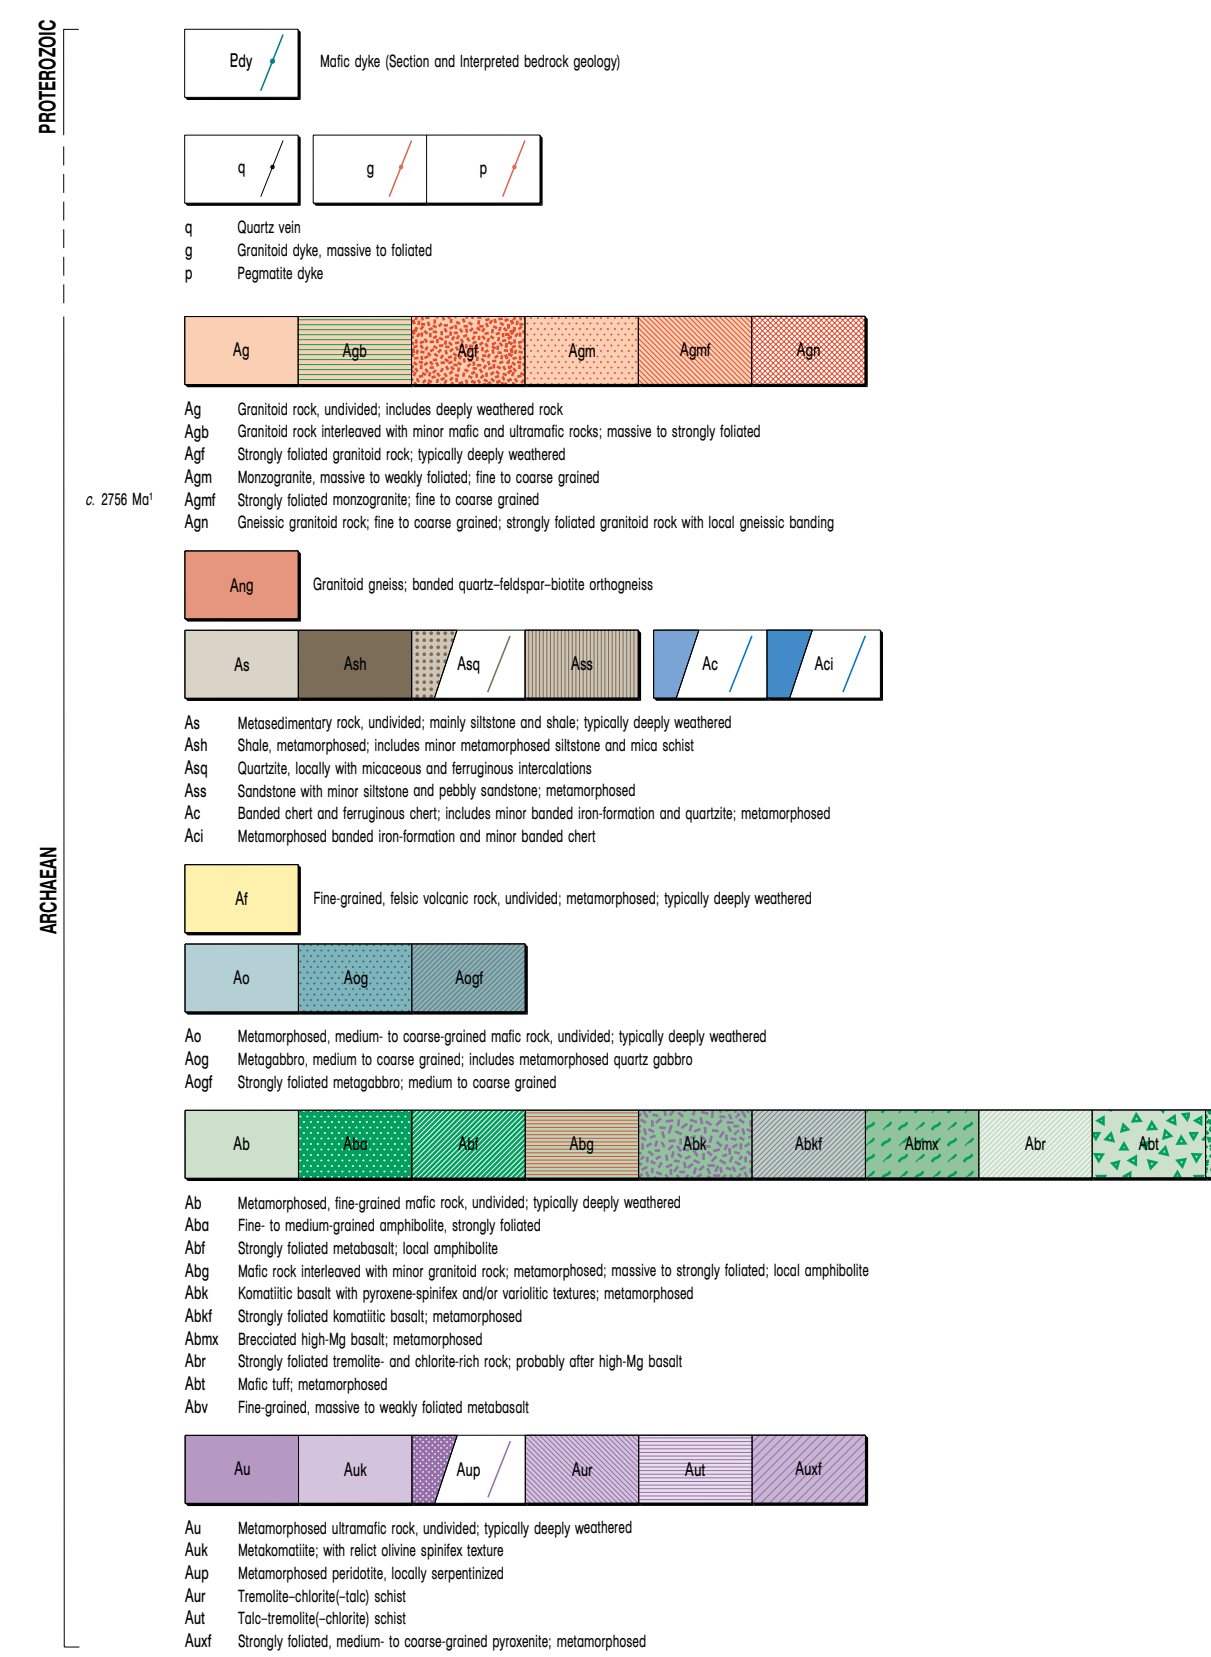 PROTEROZOIC
Pdy Mafic dyke (Section and Interpreted bedrock geology)
q g p
q Quartz vein
g Granitoid dyke, massive to foliated
p Pegmatite dyke
Ag Agb Agf Agm Agmf Agn
Ag Granitoid rock, undivided; includes deeply weathered rock
Agb Granitoid rock interleaved with minor mafic and ultramafic rocks; massive to strongly foliated
Agf Strongly foliated granitoid rock; typically deeply weathered
Agm Monzogranite, massive to weakly foliated; fine to coarse grained
c. 2756 Ma¹ Agmf Strongly foliated monzogranite; fine to coarse grained
Agn Gneissic granitoid rock; fine to coarse grained; strongly foliated granitoid rock with local gneissic banding
Ang Granitoid gneiss; banded quartz–feldspar–biotite orthogneiss
As Ash Asq Ass Ac Aci
As Metasedimentary rock, undivided; mainly siltstone and shale; typically deeply weathered
Ash Shale, metamorphosed; includes minor metamorphosed siltstone and mica schist
Asq Quartzite, locally with micaceous and ferruginous intercalations
Ass Sandstone with minor siltstone and pebbly sandstone; metamorphosed
Ac Banded chert and ferruginous chert; includes minor banded iron-formation and quartzite; metamorphosed
Aci Metamorphosed banded iron-formation and minor banded chert
ARCHAEAN
Af Fine-grained, felsic volcanic rock, undivided; metamorphosed; typically deeply weathered
Ao Aog Aogf
Ao Metamorphosed, medium- to coarse-grained mafic rock, undivided; typically deeply weathered
Aog Metagabbro, medium to coarse grained; includes metamorphosed quartz gabbro
Aogf Strongly foliated metagabbro; medium to coarse grained
Ab Aba Abf Abg Abk Abkf Abmx Abr Abt
Ab Metamorphosed, fine-grained mafic rock, undivided; typically deeply weathered
Aba Fine- to medium-grained amphibolite, strongly foliated
Abf Strongly foliated metabasalt; local amphibolite
Abg Mafic rock interleaved with minor granitoid rock; metamorphosed; massive to strongly foliated; local amphibolite
Abk Komatiitic basalt with pyroxene-spinifex and/or variolitic textures; metamorphosed
Abkf Strongly foliated komatiitic basalt; metamorphosed
Abmx Brecciated high-Mg basalt; metamorphosed
Abr Strongly foliated tremolite- and chlorite-rich rock; probably after high-Mg basalt
Abt Mafic tuff; metamorphosed
Abv Fine-grained, massive to weakly foliated metabasalt
Au Auk Aup Aur Aut Auxf
Au Metamorphosed ultramafic rock, undivided; typically deeply weathered
Auk Metakomatiite; with relict olivine spinifex texture
Aup Metamorphosed peridotite, locally serpentinized
Aur Tremolite–chlorite(–talc) schist
Aut Talc–tremolite(–chlorite) schist
Auxf Strongly foliated, medium- to coarse-grained pyroxenite; metamorphosed